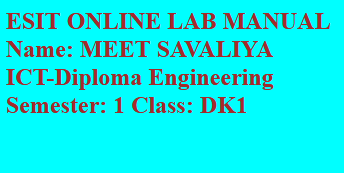 ESIT ONLINE LAB MANUAL
Name: MEET SAVALIYA
ICT-Diploma Engineering
Semester: 1 Class: DK1